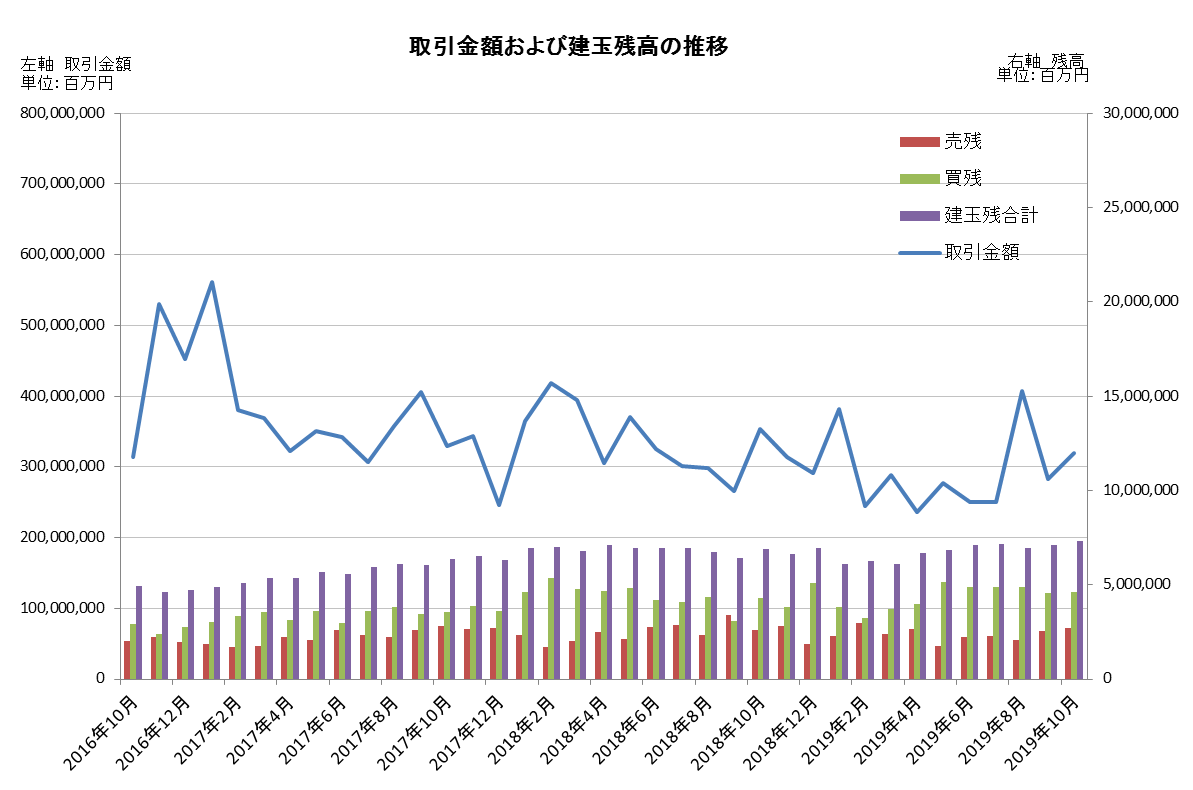 取引金額および建玉残高の推移
左軸　取引金額
単位：百万円
右軸　残高
単位：百万円
800,000,000
700,000,000
600,000,000
500,000,000
400,000,000
300,000,000
200,000,000
100,000,000
0
30,000,000
25,000,000
20,000,000
15,000,000
10,000,000
5,000,000
0
売残
買残
建玉残合計
取引金額
2016年10月
2016年12月
2017年2月
2017年4月
2017年6月
2017年8月
2017年10月
2017年12月
2018年2月
2018年4月
2018年6月
2018年8月
2018年10月
2018年12月
2019年2月
2019年4月
2019年6月
2019年8月
2019年10月